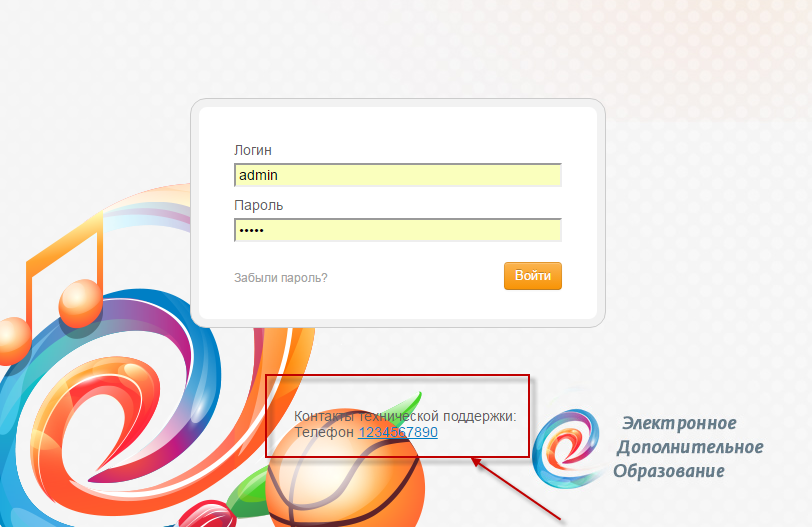 Логин
admin
Пароль
•••••
Забыли пароль?
Войти
Контакты технической поддержки:
Телефон 1234567890
Электронное
Дополнительное
Образование